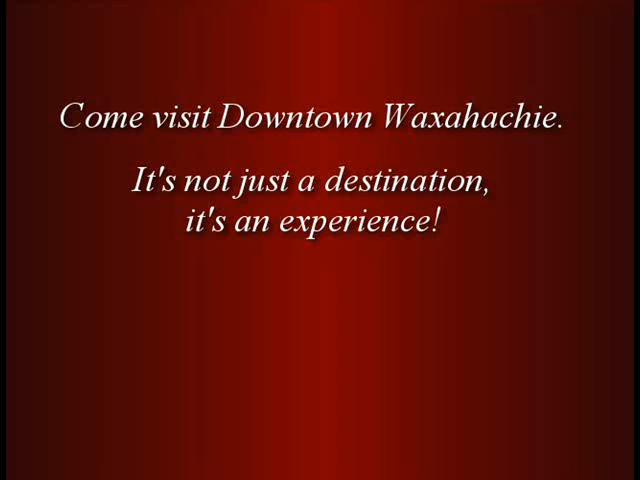 Come visit Downtown Waxahachie.
It's not just a destination,
it's an experience!